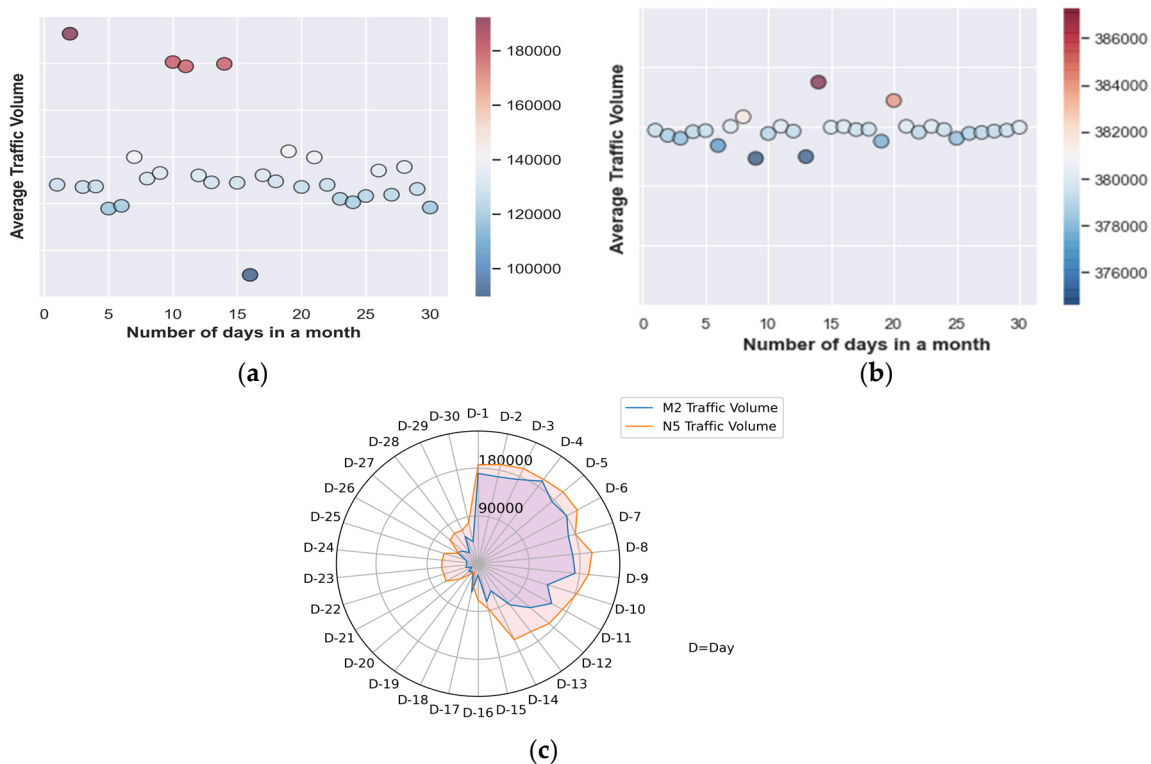 Average Traffic Volume
180000
160000
140000
120000
100000
0 5 10 15 20 25 30
Number of days in a month
(a)
Average Traffic Volume
386000
384000
382000
380000
378000
376000
0 5 10 15 20 25 30
Number of days in a month
(b)
M2 Traffic Volume
N5 Traffic Volume
D-1
D-2
D-3
D-4
D-5
D-6
D-7
D-8
D-9
D-10
D-11
D-12
D-13
D-14
D-15
D-16
D-17
D-18
D-19
D-20
D-21
D-22
D-23
D-24
D-25
D-26
D-27
D-28
D-29
D-30
180000
90000
D=Day
(c)